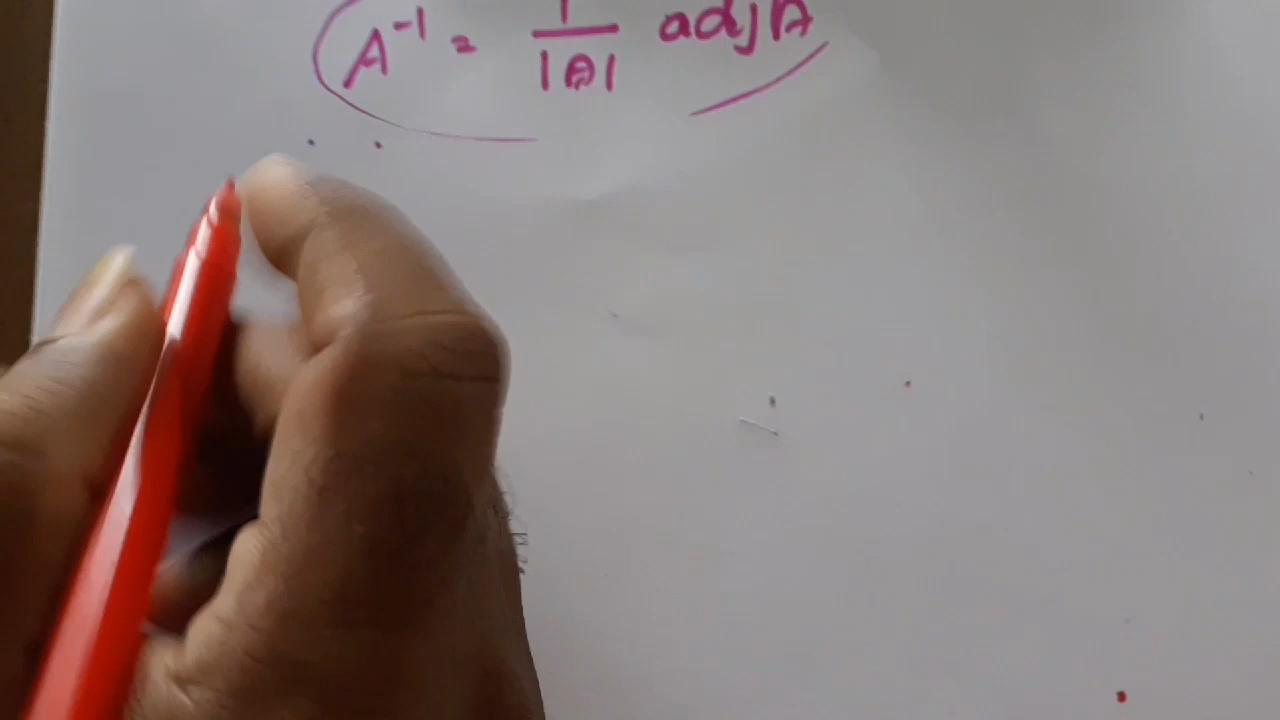 A⁻¹ = 1/|A| adjA